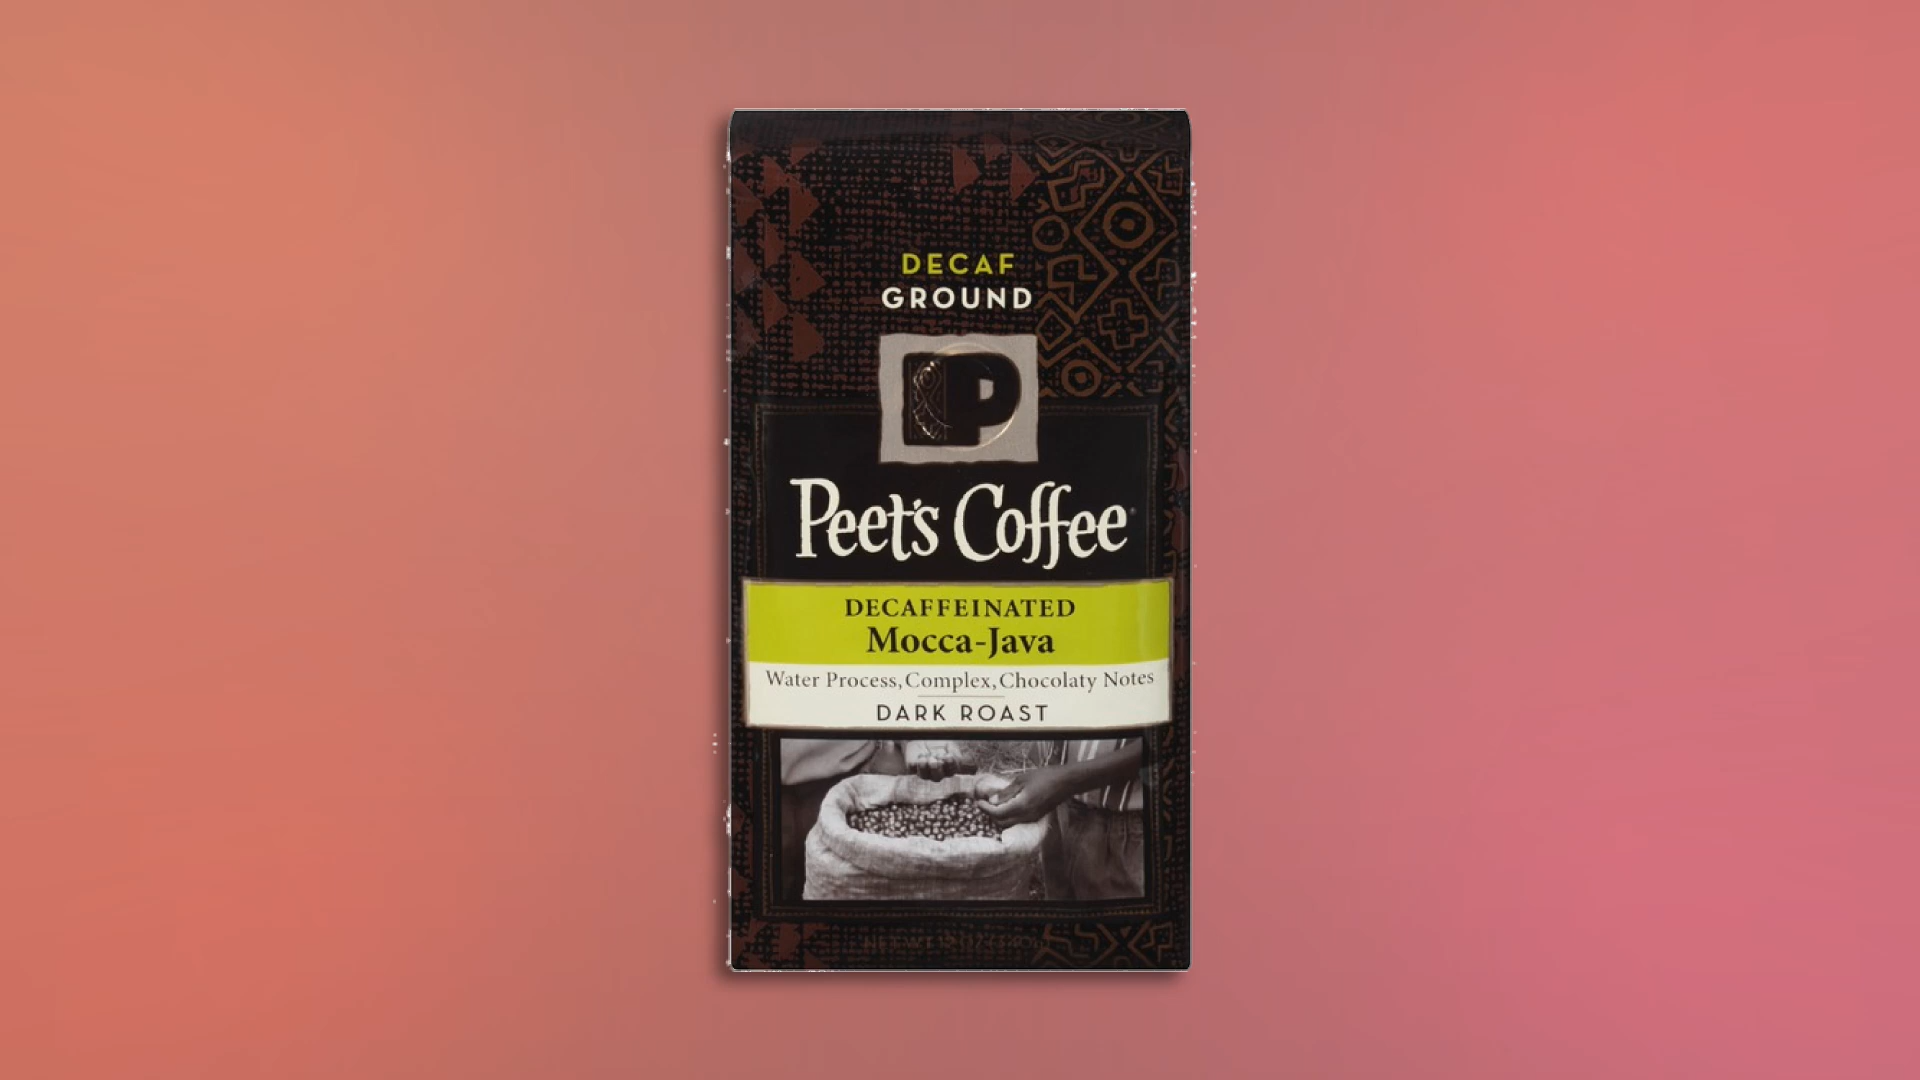 DECAF
GROUND
P
Peet's Coffee
DECAFFEINATED
Mocca-Java
Water Process, Complex, Chocolaty Notes
DARK ROAST